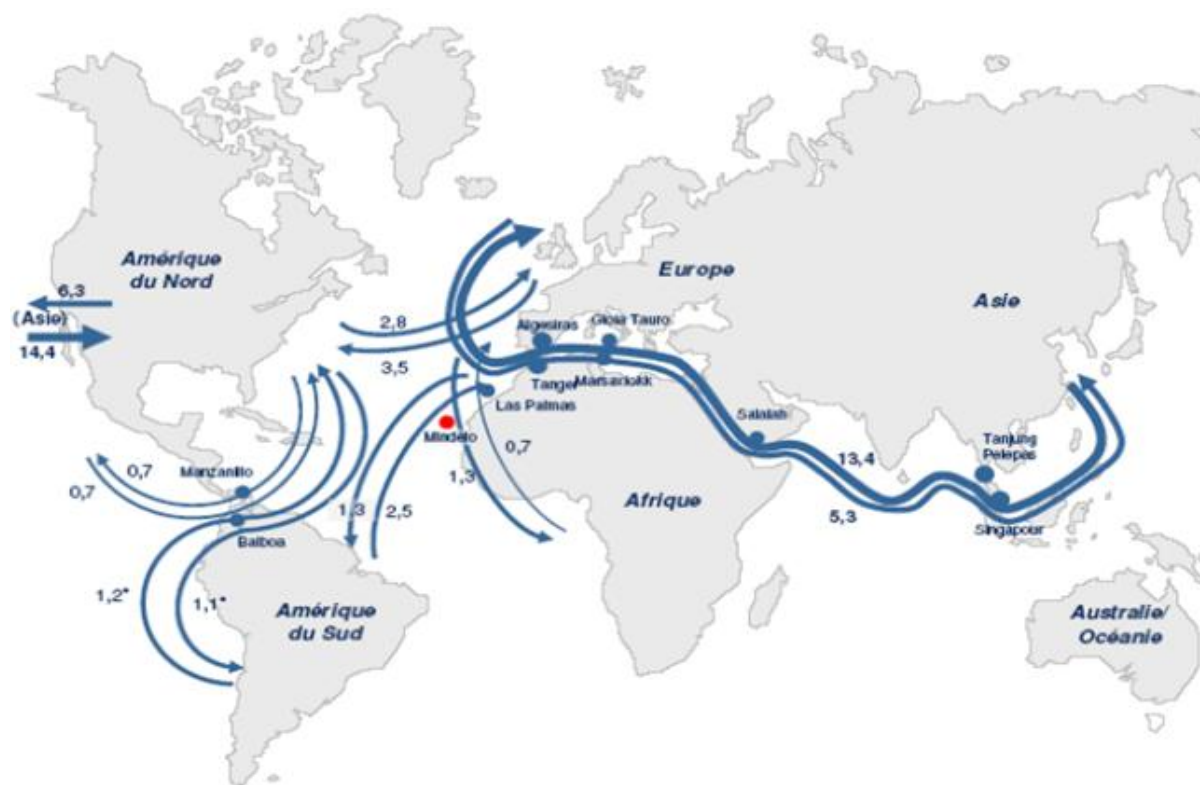 Amérique
du Nord
6,3
(Asie)
14,4
Europe
Asie
2,8
3,5
Algesiras
Gioia Tauro
Tanger
Marsaxlokk
Las Palmas
Mindelo
Salalah
Tanjung
Pelepas
Manzanillo
0,7
0,7
1,3
2,5
1,3
0,7
Afrique
13,4
5,3
Singapour
Balboa
1,2*
1,1*
Amérique
du Sud
Australie/
Océanie